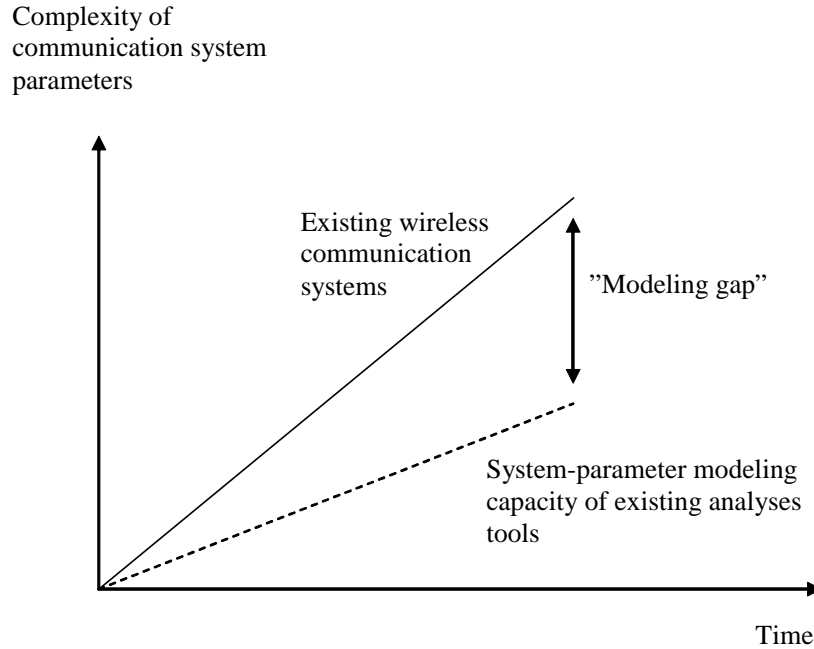 Complexity of
communication system
parameters
Existing wireless
communication
systems
”Modeling gap”
System-parameter modeling
capacity of existing analyses
tools
Time